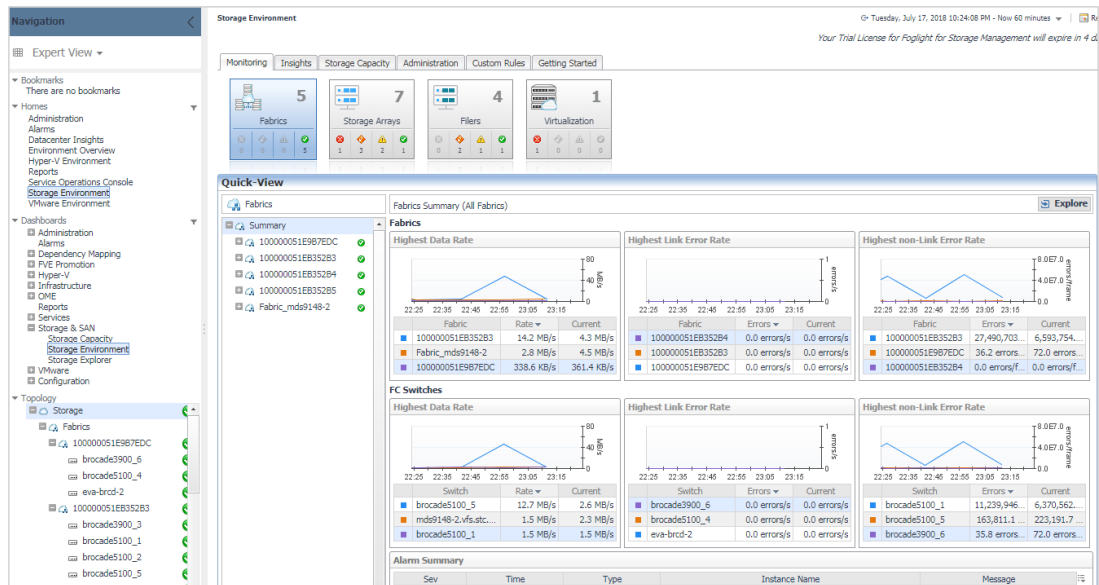 Navigation
Expert View
Bookmarks
There are no bookmarks
Homes
Administration
Alarms
Datacenter Insights
Environment Overview
Hyper-V Environment
Reports
Service Operations Console
Storage Environment
VMware Environment
Dashboards
Administration
Alarms
Dependency Mapping
FVE Promotion
Hyper-V
Infrastructure
OME
Reports
Services
Storage & SAN
Storage Capacity
Storage Environment
Storage Explorer
VMware
Configuration
Topology
Storage
Fabrics
100000051E9B7EDC
brocade3900_6
brocade5100_4
eva-brcd-2
100000051EB352B3
brocade3900_3
brocade5100_1
brocade5100_2
brocade5100_5
Storage Environment
Tuesday, July 17, 2018 10:24:08 PM - Now 60 minutes
Your Trial License for Foglight for Storage Management will expire in 4 d
Monitoring Insights Storage Capacity Administration Custom Rules Getting Started
5 7 4 1
Fabrics Storage Arrays Filers Virtualization
0 0 0 5 1 3 2 1 0 2 1 1 1 0 0 0
Quick-View
Fabrics
Summary
100000051E9B7EDC
100000051EB352B3
100000051EB352B4
100000051EB352B5
Fabric_mds9148-2
Fabrics Summary (All Fabrics)
Explore
Fabrics
Highest Data Rate
80
40
0
MB/s
22:25 22:35 22:45 22:55 23:05 23:15
Fabric Rate Current
100000051EB352B3 14.2 MB/s 4.3 MB/s
Fabric_mds9148-2 2.8 MB/s 4.5 MB/s
100000051E9B7EDC 338.6 KB/s 361.4 KB/s
Highest Link Error Rate
1
0
errors/s
22:25 22:35 22:45 22:55 23:05 23:15
Fabric Errors Current
100000051EB352B4 0.0 errors/s 0.0 errors/s
100000051EB352B3 0.0 errors/s 0.0 errors/s
100000051E9B7EDC 0.0 errors/s 0.0 errors/s
Highest non-Link Error Rate
8.0E7.0
4.0E7.0
0.0
errors/frame
22:25 22:35 22:45 22:55 23:05 23:15
Fabric Errors Current
100000051EB352B3 27,490,703... 6,593,754....
100000051E9B7EDC 36.2 errors... 72.0 errors...
100000051EB352B4 0.0 errors/f... 0.0 errors/f...
FC Switches
Highest Data Rate
80
40
0
MB/s
22:25 22:35 22:45 22:55 23:05 23:15
Switch Rate Current
brocade5100_5 12.7 MB/s 2.6 MB/s
mds9148-2.vfs.stc.... 1.5 MB/s 2.3 MB/s
brocade5100_1 1.5 MB/s 1.5 MB/s
Highest Link Error Rate
1
0
errors/s
22:25 22:35 22:45 22:55 23:05 23:15
Switch Errors Current
brocade3900_6 0.0 errors/s 0.0 errors/s
brocade5100_4 0.0 errors/s 0.0 errors/s
eva-brcd-2 0.0 errors/s 0.0 errors/s
Highest non-Link Error Rate
8.0E7.0
4.0E7.0
0.0
errors/frame
22:25 22:35 22:45 22:55 23:05 23:15
Switch Errors Current
brocade5100_1 11,239,946... 6,370,562....
brocade5100_5 163,811.1 ... 223,191.7 ...
brocade3900_6 35.8 errors... 72.0 errors...
Alarm Summary
Sev Time Type Instance Name Message